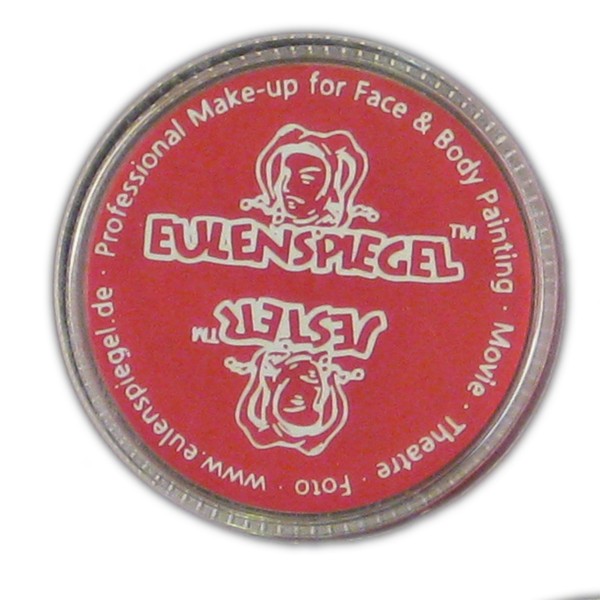 Professional Make-up for Face & Body Painting · Movie · Theatre · Foto · www.eulenspiegel.de ·
EULENSPIEGEL™
JESTER™